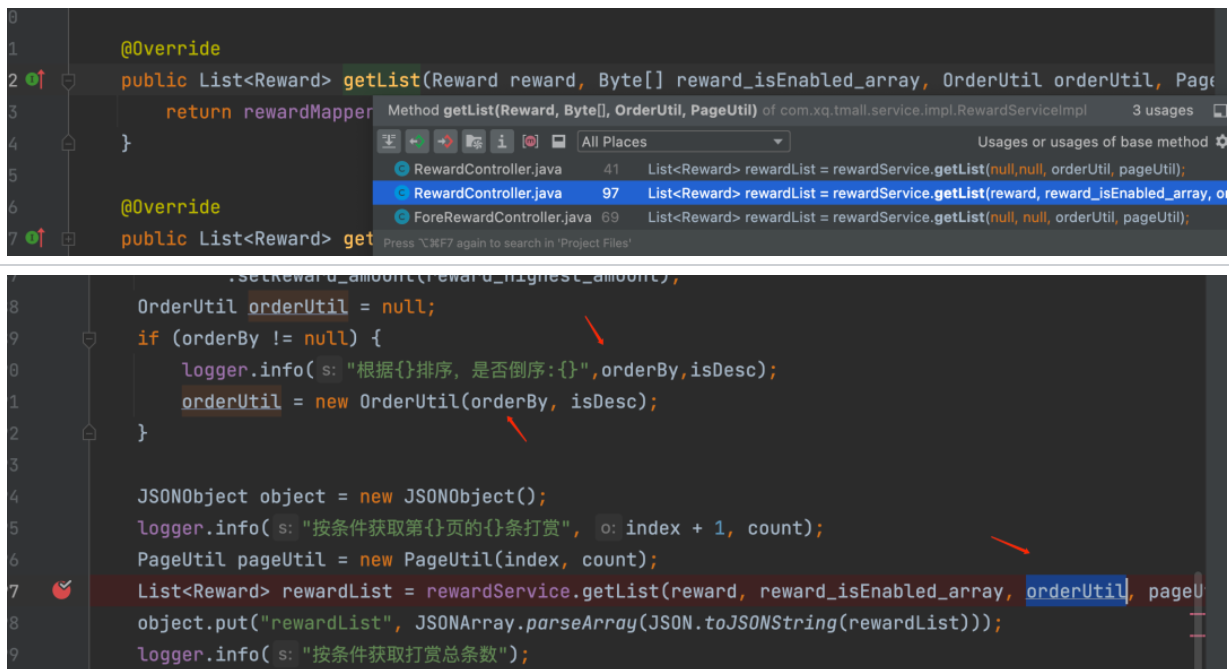 0
1 @Override
2 public List<Reward> getList(Reward reward, Byte[] reward_isEnabled_array, OrderUtil orderUtil, Page
3 return rewardMapper
Method getList(Reward, Byte[], OrderUtil, PageUtil) of com.xq.tmall.service.impl.RewardServiceImpl 3 usages
4 }
All Places Usages or usages of base method
5
RewardController.java 41 List<Reward> rewardList = rewardService.getList(null,null, orderUtil, pageUtil);
RewardController.java 97 List<Reward> rewardList = rewardService.getList(reward, reward_isEnabled_array, or
6 @Override
ForeRewardController.java 69 List<Reward> rewardList = rewardService.getList(null, null, orderUtil, pageUtil);
7 public List<Reward> get
Press ⌥⌘F7 again to search in 'Project Files'
7 .setReward_amount(reward_highest_amount);
8 OrderUtil orderUtil = null;
9 if (orderBy != null) {
0 logger.info( s: "根据{}排序，是否倒序:{}",orderBy,isDesc);
1 orderUtil = new OrderUtil(orderBy, isDesc);
2 }
3
4 JSONObject object = new JSONObject();
5 logger.info( s: "按条件获取第{}页的{}条打赏", o: index + 1, count);
6 PageUtil pageUtil = new PageUtil(index, count);
7 List<Reward> rewardList = rewardService.getList(reward, reward_isEnabled_array, orderUtil, pageU
8 object.put("rewardList", JSONArray.parseArray(JSON.toJSONString(rewardList)));
9 logger.info( s: "按条件获取打赏总条数");